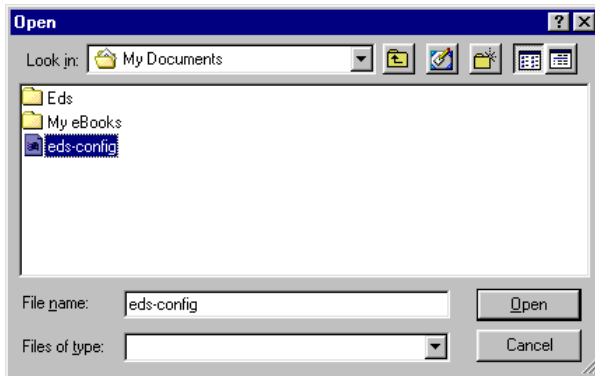 Open
Look in: My Documents
Eds
My eBooks
eds-config
File name: eds-config Open
Files of type: Cancel